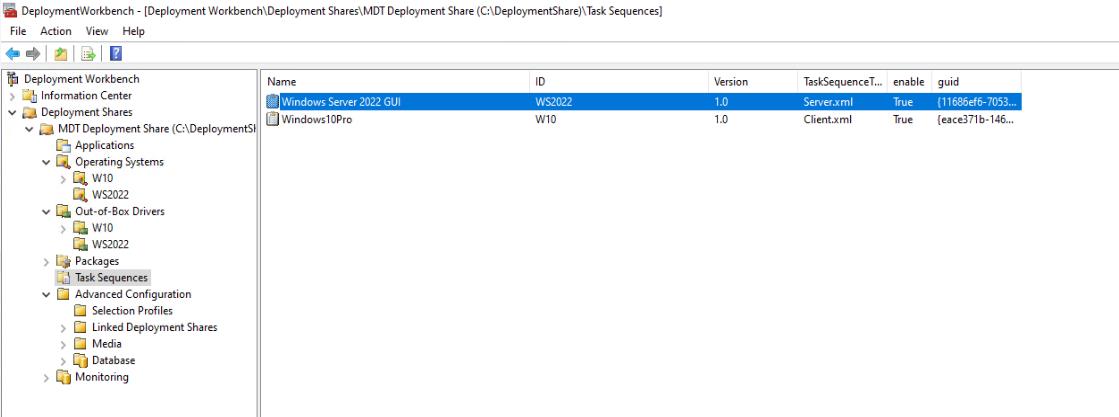 DeploymentWorkbench - [Deployment Workbench\Deployment Shares\MDT Deployment Share (C:\DeploymentShare)\Task Sequences]
File Action View Help
Deployment Workbench
Information Center
Deployment Shares
MDT Deployment Share (C:\DeploymentSh
Applications
Operating Systems
W10
WS2022
Out-of-Box Drivers
W10
WS2022
Packages
Task Sequences
Advanced Configuration
Selection Profiles
Linked Deployment Shares
Media
Database
Monitoring
Name ID Version TaskSequenceT... enable guid
Windows Server 2022 GUI WS2022 1.0 Server.xml True {11686ef6-7053...
Windows10Pro W10 1.0 Client.xml True {eace371b-146...